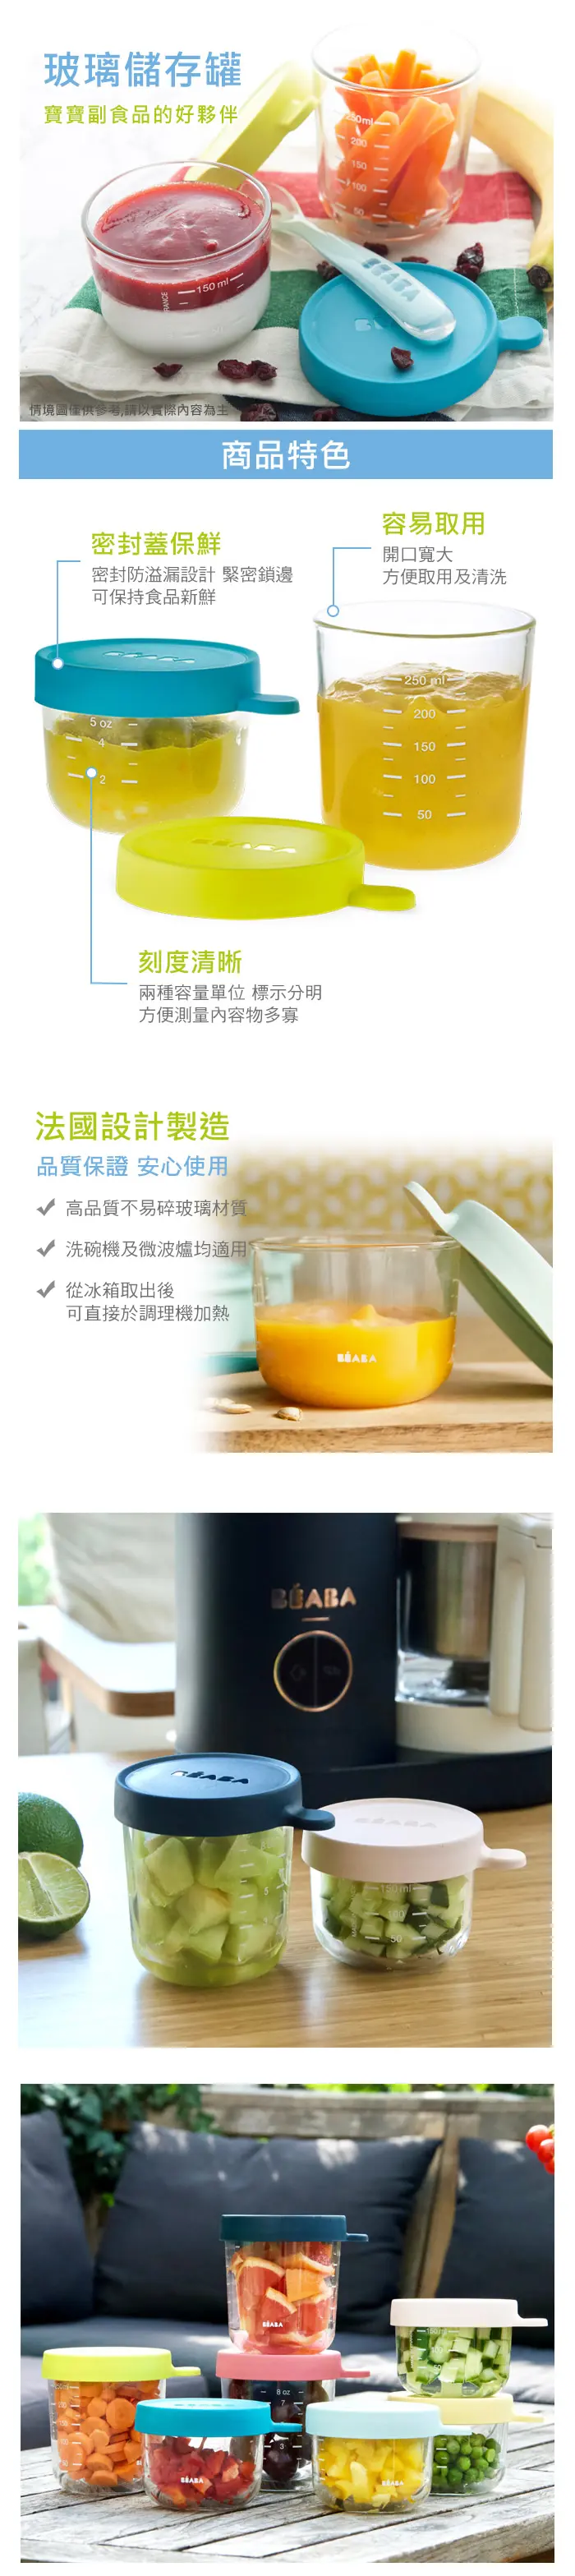 玻璃儲存罐
寶寶副食品的好夥伴
250ml
200
150
100
50
150 ml
FRANCE
BÉABA
情境圖僅供參考,請以實際內容為主
商品特色
密封蓋保鮮
密封防溢漏設計 緊密鎖邊
可保持食品新鮮
容易取用
開口寬大
方便取用及清洗
BÉABA
5 oz
4
2
250 ml
200
150
100
50
BÉABA
刻度清晰
兩種容量單位 標示分明
方便測量內容物多寡
法國設計製造
品質保證 安心使用
高品質不易碎玻璃材質
洗碗機及微波爐均適用
從冰箱取出後
可直接於調理機加熱
BÉABA
BÉABA
BÉABA
BÉABA
5
150 ml
100
50
BÉABA
150 ml
8 oz
7
3
BÉABA
BÉABA